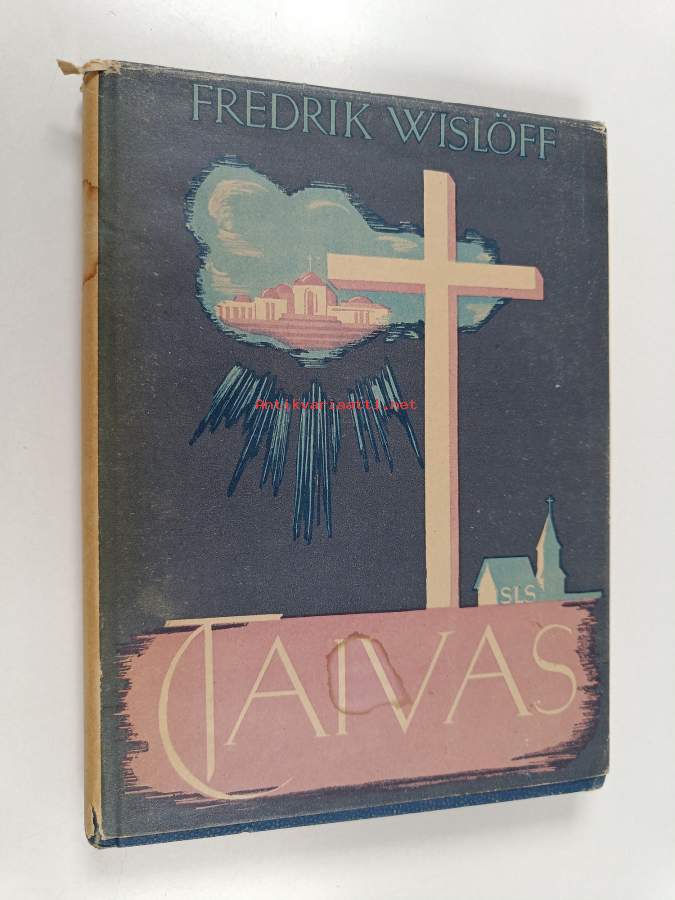 FREDRIK WISLÖFF
Antikvariaatti.net
SLS
TAIVAS